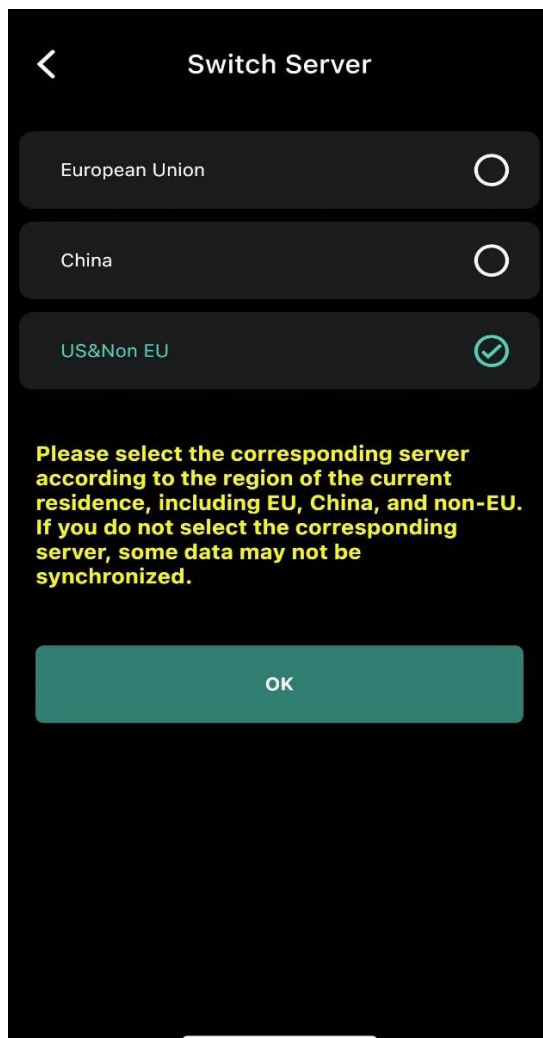 Switch Server
European Union
China
US&Non EU
Please select the corresponding server
according to the region of the current
residence, including EU, China, and non-EU.
If you do not select the corresponding
server, some data may not be
synchronized.
OK